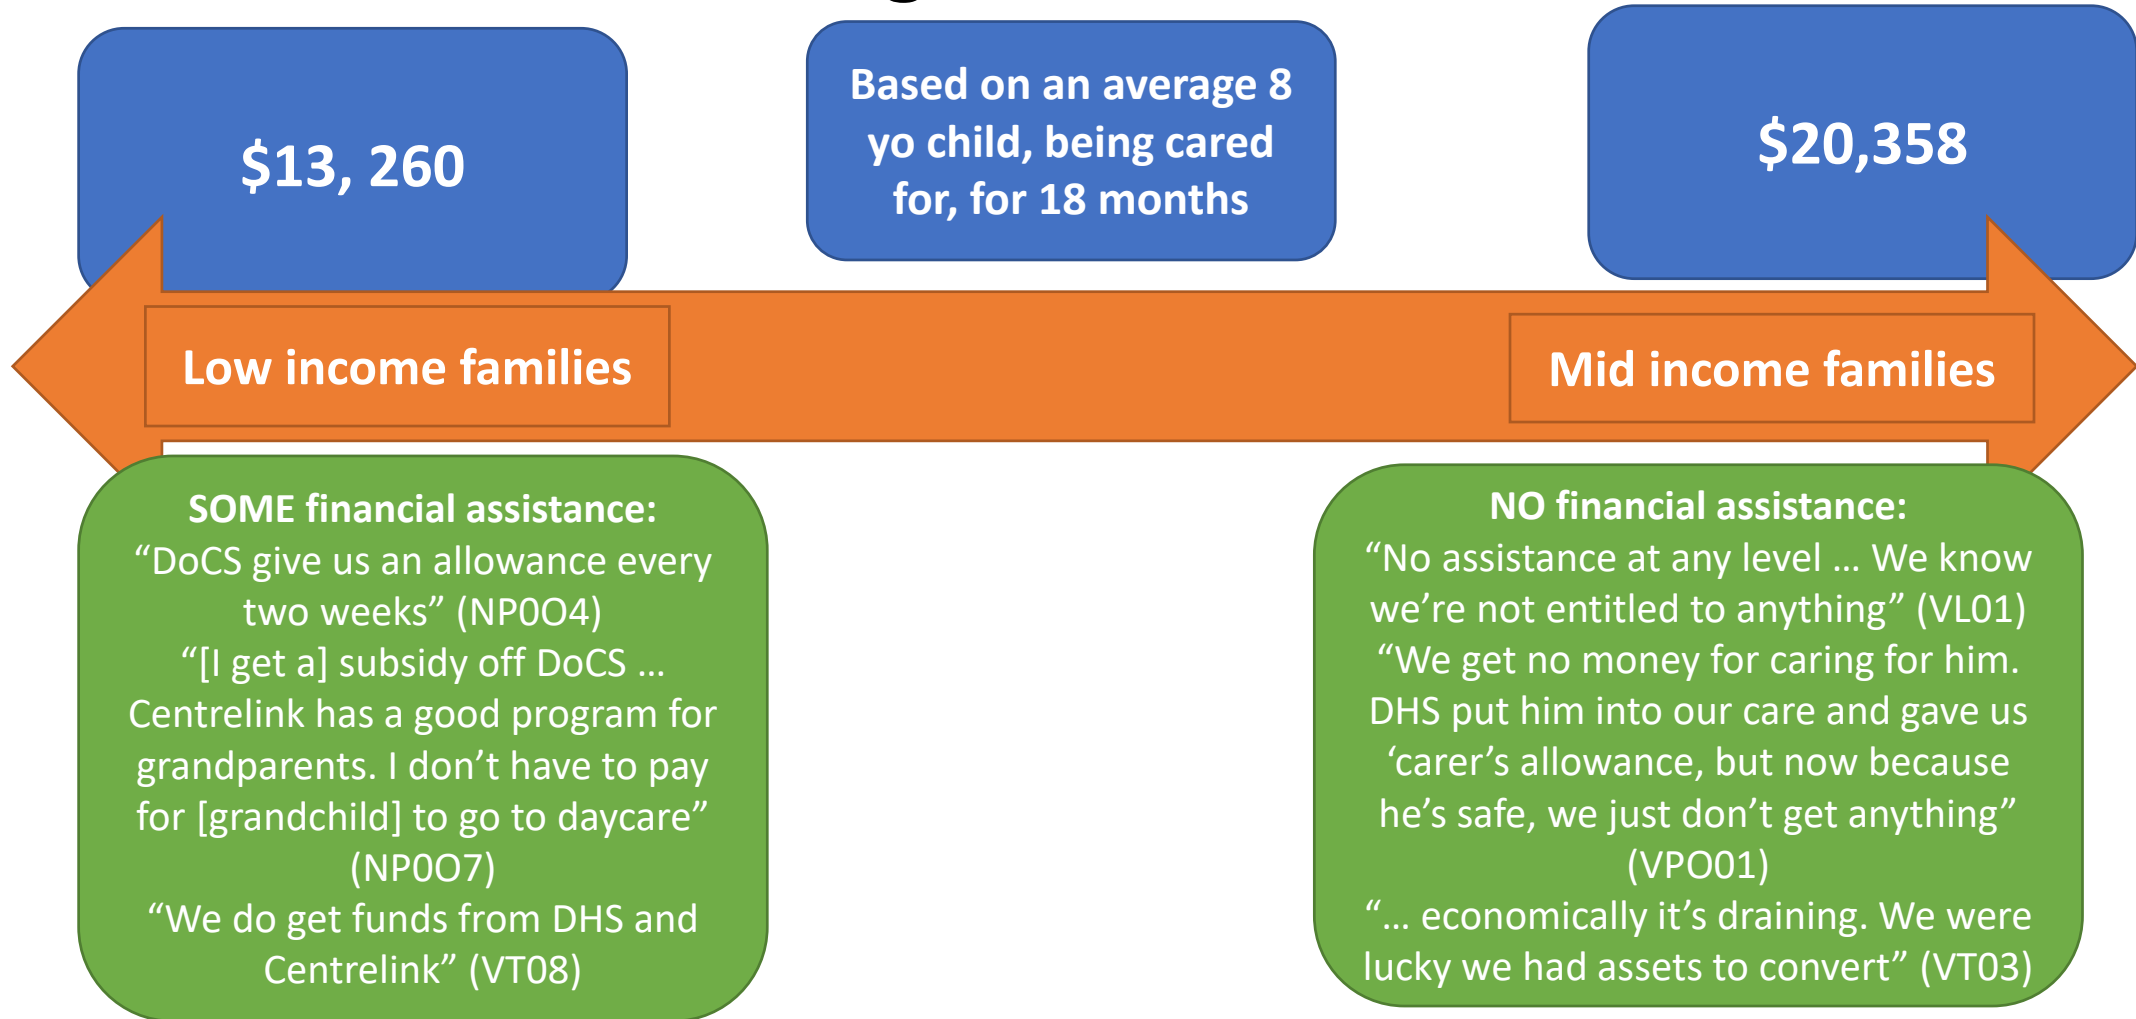 $13, 260
Based on an average 8
yo child, being cared
for, for 18 months
$20,358
Low income families
Mid income families
SOME financial assistance:
“DoCS give us an allowance every
two weeks” (NP0O4)
“[I get a] subsidy off DoCS …
Centrelink has a good program for
grandparents. I don’t have to pay
for [grandchild] to go to daycare”
(NP0O7)
“We do get funds from DHS and
Centrelink” (VT08)
NO financial assistance:
“No assistance at any level … We know
we’re not entitled to anything” (VL01)
“We get no money for caring for him.
DHS put him into our care and gave us
‘carer’s allowance, but now because
he’s safe, we just don’t get anything”
(VPO01)
“… economically it’s draining. We were
lucky we had assets to convert” (VT03)